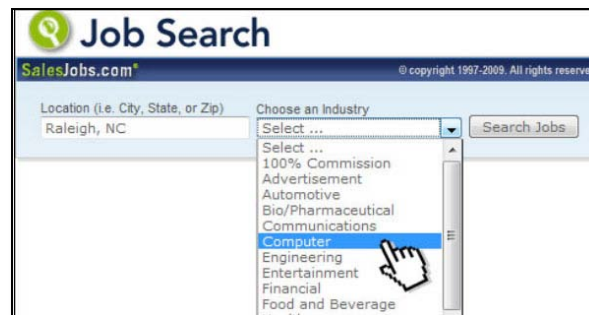 Job Search
SalesJobs.com
© copyright 1997-2009. All rights reserve
Location (i.e. City, State, or Zip)
Choose an Industry
Raleigh, NC
Select ...
Search Jobs
Select ...
100% Commission
Advertisement
Automotive
Bio/Pharmaceutical
Communications
Computer
Engineering
Entertainment
Financial
Food and Beverage